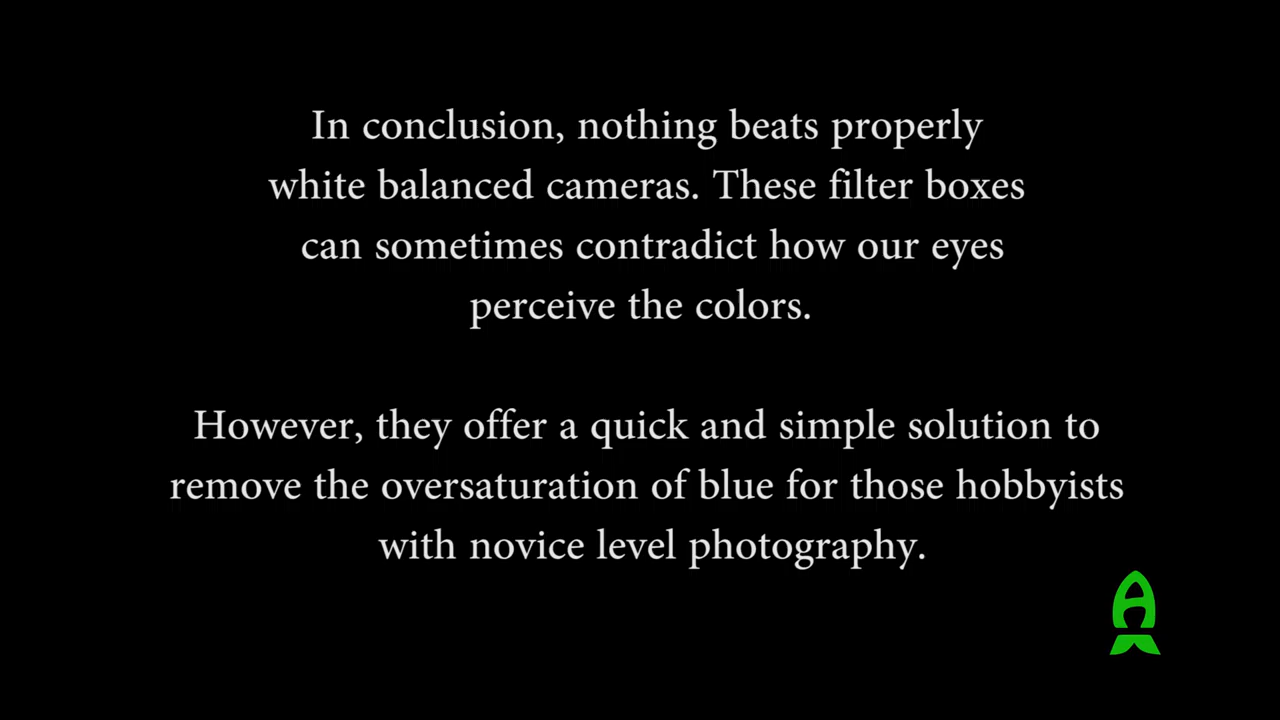 In conclusion, nothing beats properly
white balanced cameras. These filter boxes
can sometimes contradict how our eyes
perceive the colors.
However, they offer a quick and simple solution to
remove the oversaturation of blue for those hobbyists
with novice level photography.